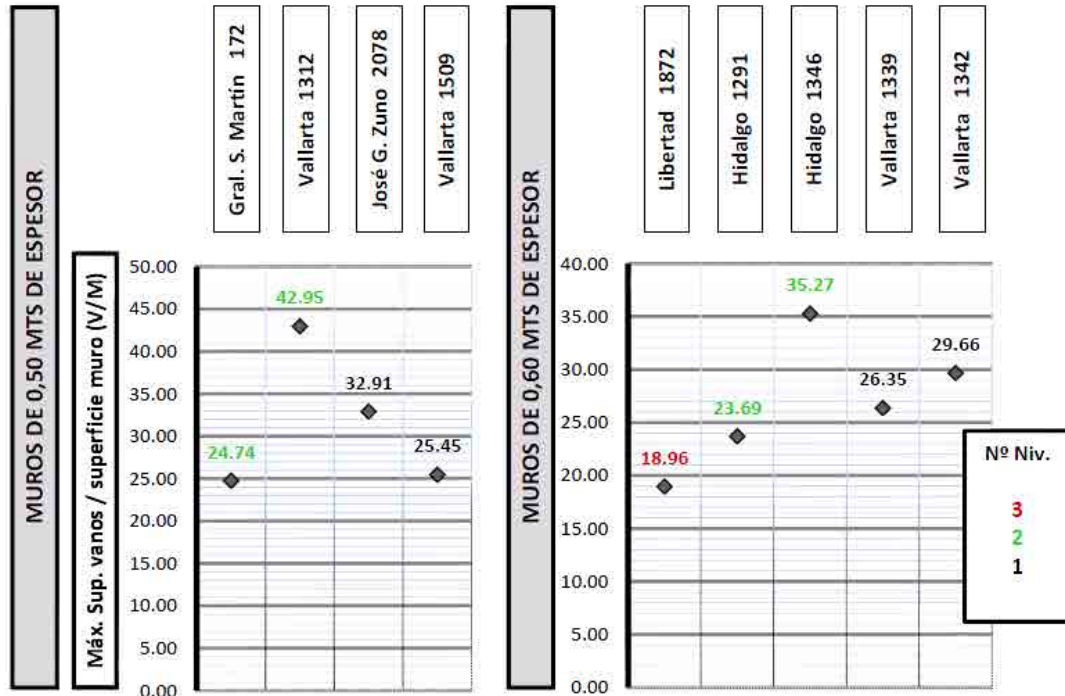 MUROS DE 0,50 MTS DE ESPESOR
Máx. Sup. vanos / superficie muro (V/M)
Gral. S. Martín 172
Vallarta 1312
José G. Zuno 2078
Vallarta 1509
50.00
45.00
40.00
35.00
30.00
25.00
20.00
15.00
10.00
5.00
0.00
24.74
42.95
32.91
25.45
MUROS DE 0,60 MTS DE ESPESOR
Libertad 1872
Hidalgo 1291
Hidalgo 1346
Vallarta 1339
Vallarta 1342
40.00
35.00
30.00
25.00
20.00
15.00
10.00
5.00
0.00
18.96
23.69
35.27
26.35
29.66
Nº Niv.
3
2
1